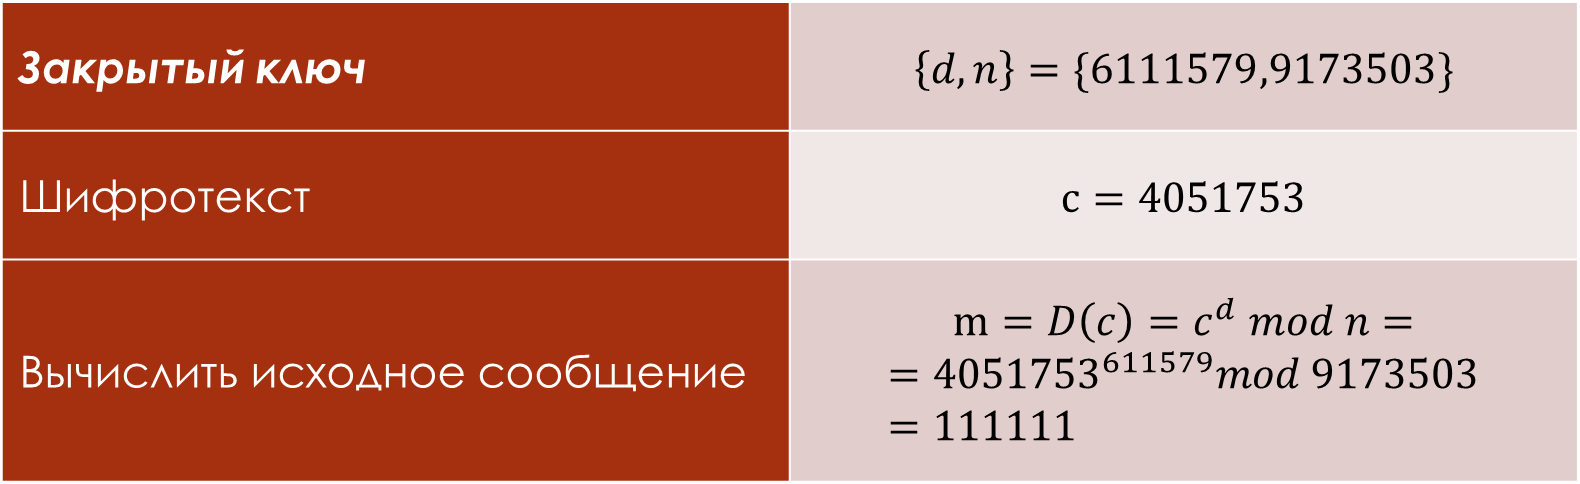 Закрытый ключ
{d, n} = {6111579,9173503}
Шифротекст
c = 4051753
Вычислить исходное сообщение
m = D(c) = c^d mod n =
= 4051753^611579 mod 9173503
= 111111